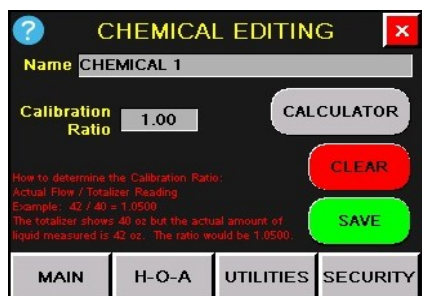 ? CHEMICAL EDITING X
Name CHEMICAL 1
Calibration Ratio 1.00
CALCULATOR
CLEAR
How to determine the Calibration Ratio:
Actual Flow / Totalizer Reading
Example: 42 / 40 = 1.0500
The totalizer shows 40 oz but the actual amount of
liquid measured is 42 oz. The ratio would be 1.0500.
SAVE
MAIN H-O-A UTILITIES SECURITY